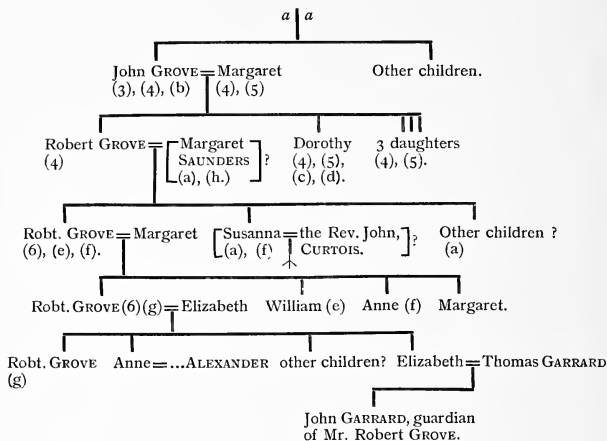 a a
John GROVE = Margaret Other children.
(3), (4), (b) (4), (5)
Robert GROVE = [Margaret SAUNDERS (a), (h.)]? Dorothy 3 daughters
(4) (4), (5), (4), (5).
(c), (d).
Robt. GROVE = Margaret [Susanna = the Rev. John, CURTOIS.]? Other children ?
(6), (e), (f). (a), (f) (a)
Robt. GROVE (6) (g) = Elizabeth William (e) Anne (f) Margaret.
Robt. GROVE Anne = ...ALEXANDER other children? Elizabeth = Thomas GARRARD
(g)
John GARRARD, guardian
of Mr. Robert GROVE.